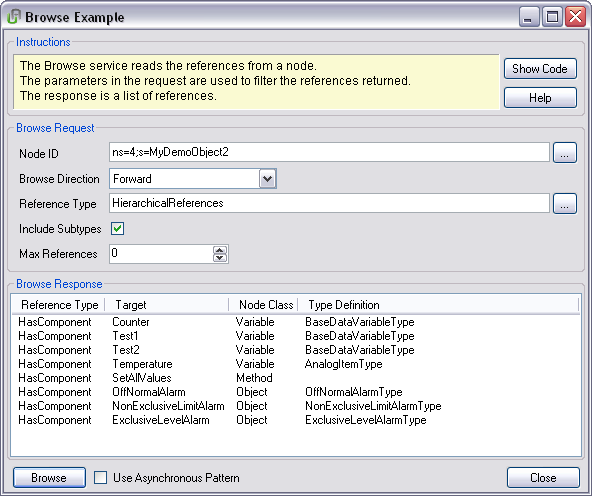 Browse Example
Instructions
The Browse service reads the references from a node.
The parameters in the request are used to filter the references returned.
The response is a list of references.
Show Code
Help
Browse Request
Node ID ns=4;s=MyDemoObject2 ...
Browse Direction Forward
Reference Type HierarchicalReferences ...
Include Subtypes
Max References 0
Browse Response
Reference Type Target Node Class Type Definition
HasComponent Counter Variable BaseDataVariableType
HasComponent Test1 Variable BaseDataVariableType
HasComponent Test2 Variable BaseDataVariableType
HasComponent Temperature Variable AnalogItemType
HasComponent SetAllValues Method
HasComponent OffNormalAlarm Object OffNormalAlarmType
HasComponent NonExclusiveLimitAlarm Object NonExclusiveLimitAlarmType
HasComponent ExclusiveLevelAlarm Object ExclusiveLevelAlarmType
Browse Use Asynchronous Pattern Close